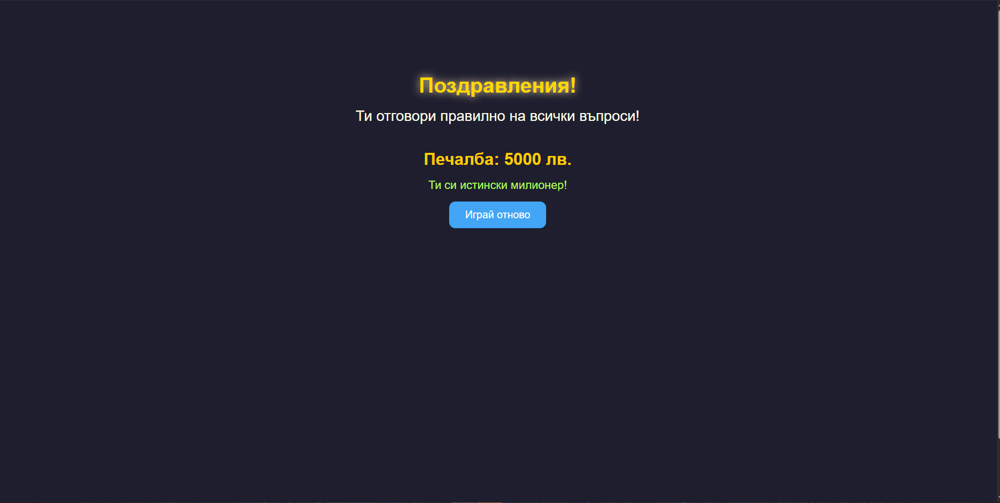 Поздравления!
Ти отговори правилно на всички въпроси!
Печалба: 5000 лв.
Ти си истински милионер!
Играй отново